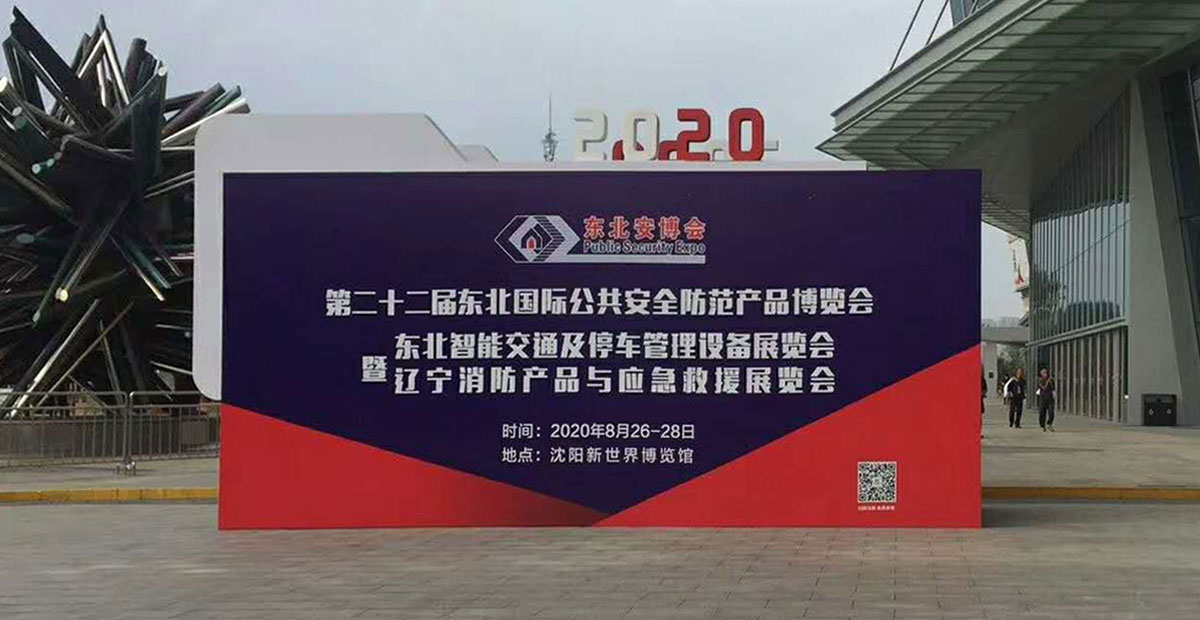 2020
东北安博会
Public Security Expo
第二十二届东北国际公共安全防范产品博览会
暨
东北智能交通及停车管理设备展览会
辽宁消防产品与应急救援展览会
时间：2020年8月26-28日
地点：沈阳新世界博览馆